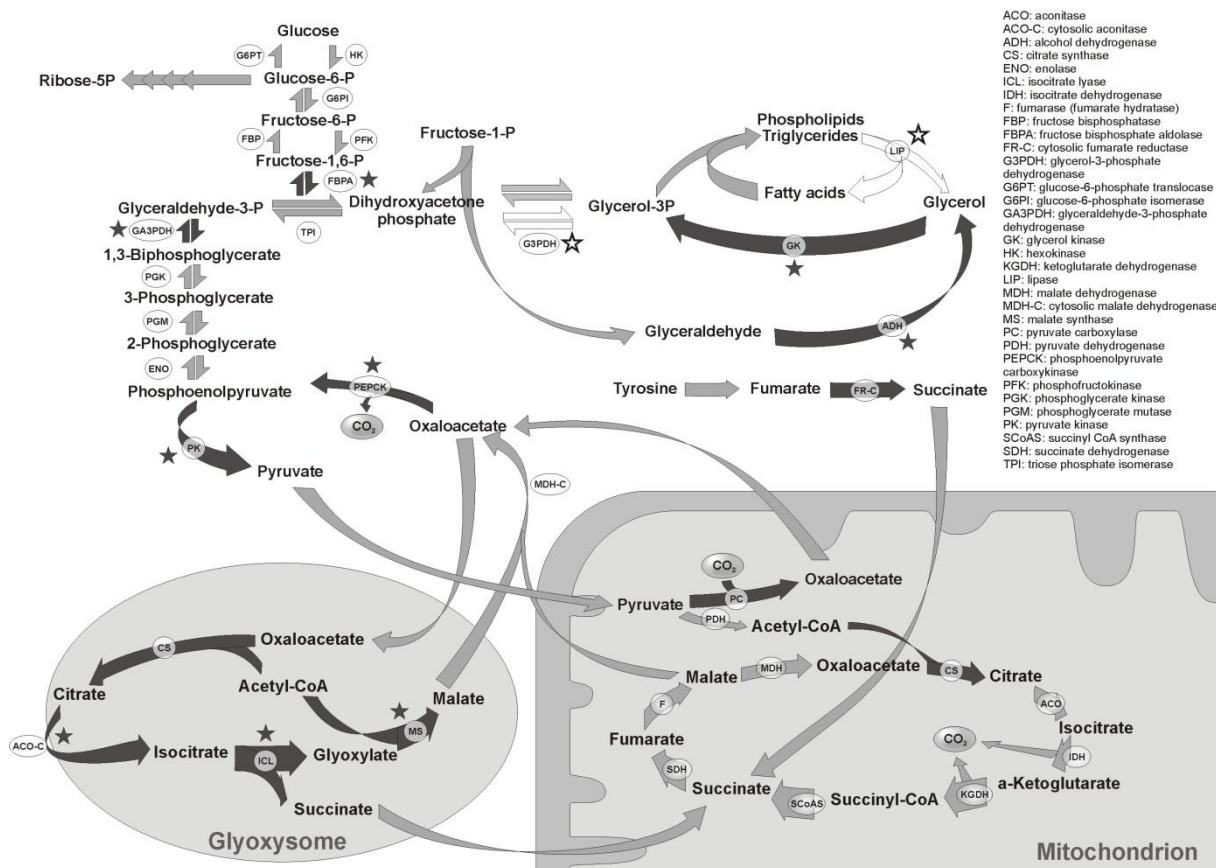 Glucose
G6PT
HK
Ribose-5P
Glucose-6-P
G6PI
Fructose-6-P
FBP
PFK
Fructose-1,6-P
FBPA
Glyceraldehyde-3-P
TPI
Fructose-1-P
Dihydroxyacetone
phosphate
GA3PDH
1,3-Biphosphoglycerate
PGK
3-Phosphoglycerate
PGM
2-Phosphoglycerate
ENO
Phosphoenolpyruvate
PK
Pyruvate
PEPCK
CO2
Oxaloacetate
MDH-C
G3PDH
Phospholipids
Triglycerides
LIP
Fatty acids
Glycerol-3P
Glycerol
GK
Glyceraldehyde
ADH
Tyrosine
Fumarate
FR-C
Succinate
ACO: aconitase
ACO-C: cytosolic aconitase
ADH: alcohol dehydrogenase
CS: citrate synthase
ENO: enolase
ICL: isocitrate lyase
IDH: isocitrate dehydrogenase
F: fumarase (fumarate hydratase)
FBP: fructose bisphosphatase
FBPA: fructose bisphosphate aldolase
FR-C: cytosolic fumarate reductase
G3PDH: glycerol-3-phosphate
dehydrogenase
G6PT: glucose-6-phosphate translocase
G6PI: glucose-6-phosphate isomerase
GA3PDH: glyceraldehyde-3-phosphate
dehydrogenase
GK: glycerol kinase
HK: hexokinase
KGDH: ketoglutarate dehydrogenase
LIP: lipase
MDH: malate dehydrogenase
MDH-C: cytosolic malate dehydrogenase
MS: malate synthase
PC: pyruvate carboxylase
PDH: pyruvate dehydrogenase
PEPCK: phosphoenolpyruvate
carboxykinase
PFK: phosphofructokinase
PGK: phosphoglycerate kinase
PGM: phosphoglycerate mutase
PK: pyruvate kinase
SCoAS: succinyl CoA synthase
SDH: succinate dehydrogenase
TPI: triose phosphate isomerase
Oxaloacetate
CS
Citrate
Acetyl-CoA
Malate
MS
ACO-C
Isocitrate
ICL
Glyoxylate
Succinate
Glyoxysome
CO2
Oxaloacetate
Pyruvate
PC
PDH
Acetyl-CoA
Malate
MDH
Oxaloacetate
CS
Citrate
F
ACO
Fumarate
Isocitrate
CO2
IDH
SDH
Succinate
SCoAS
Succinyl-CoA
KGDH
a-Ketoglutarate
Mitochondrion